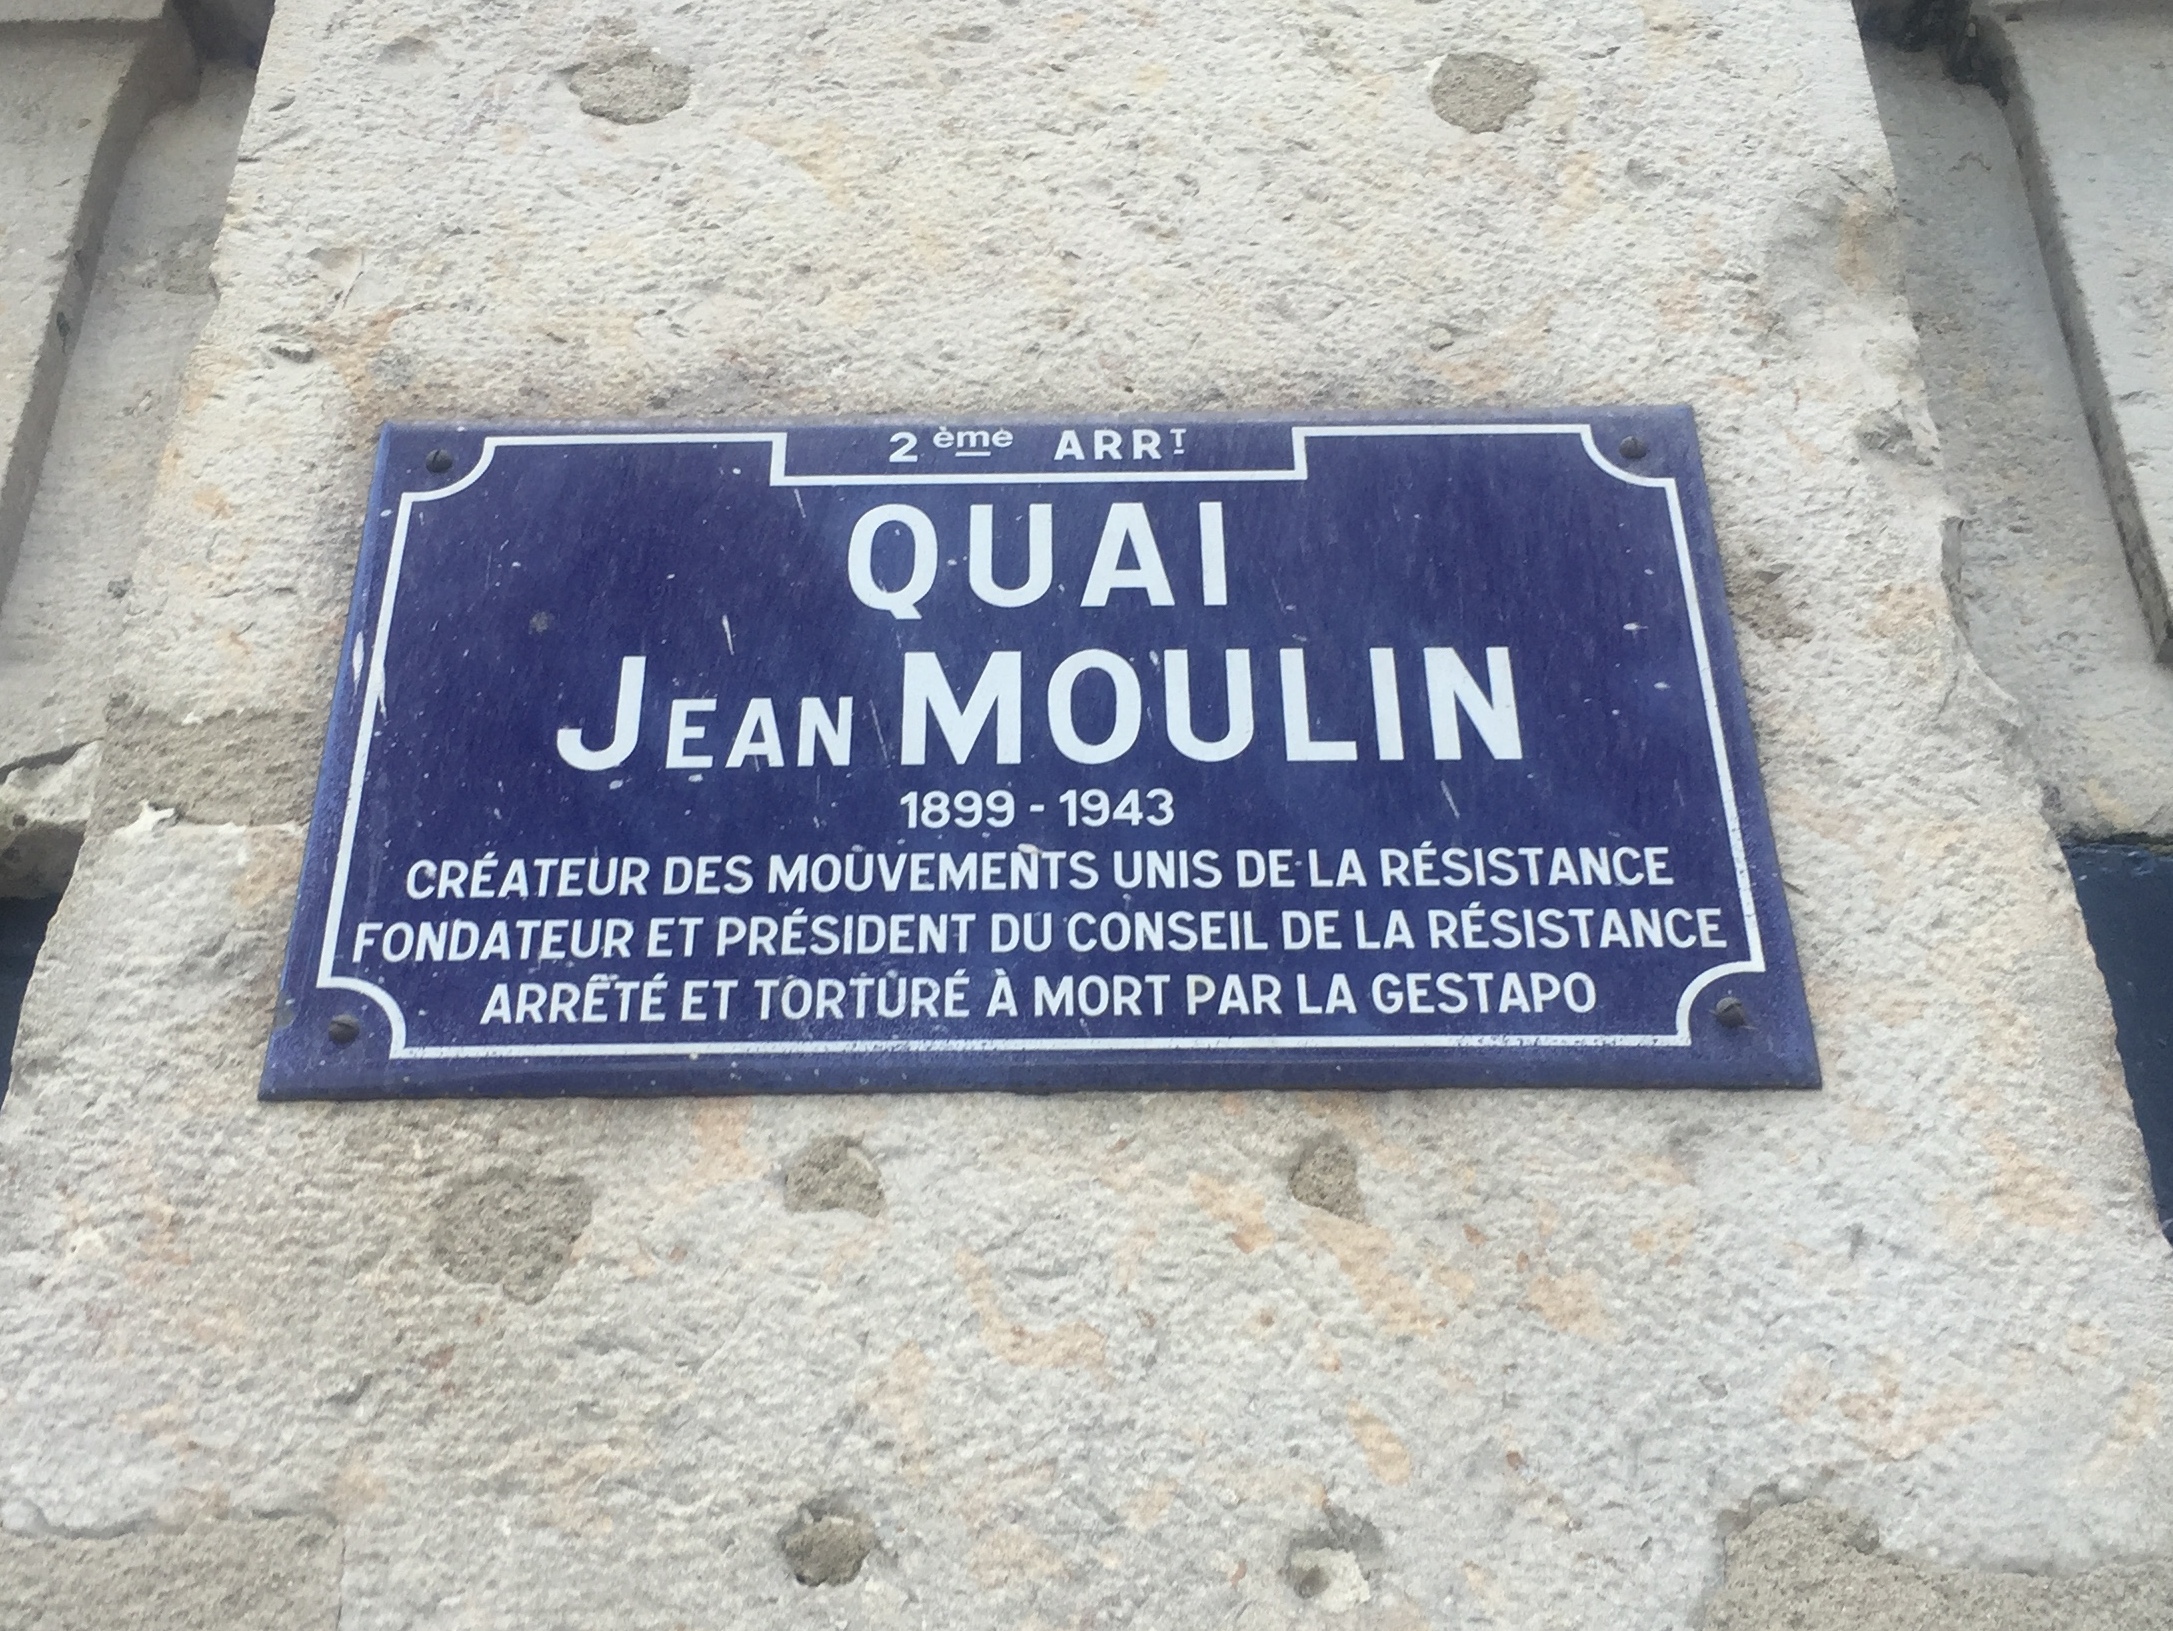 2ème ARRT
QUAI
JEAN MOULIN
1899 - 1943
CRÉATEUR DES MOUVEMENTS UNIS DE LA RÉSISTANCE
FONDATEUR ET PRÉSIDENT DU CONSEIL DE LA RÉSISTANCE
ARRÊTÉ ET TORTURÉ À MORT PAR LA GESTAPO